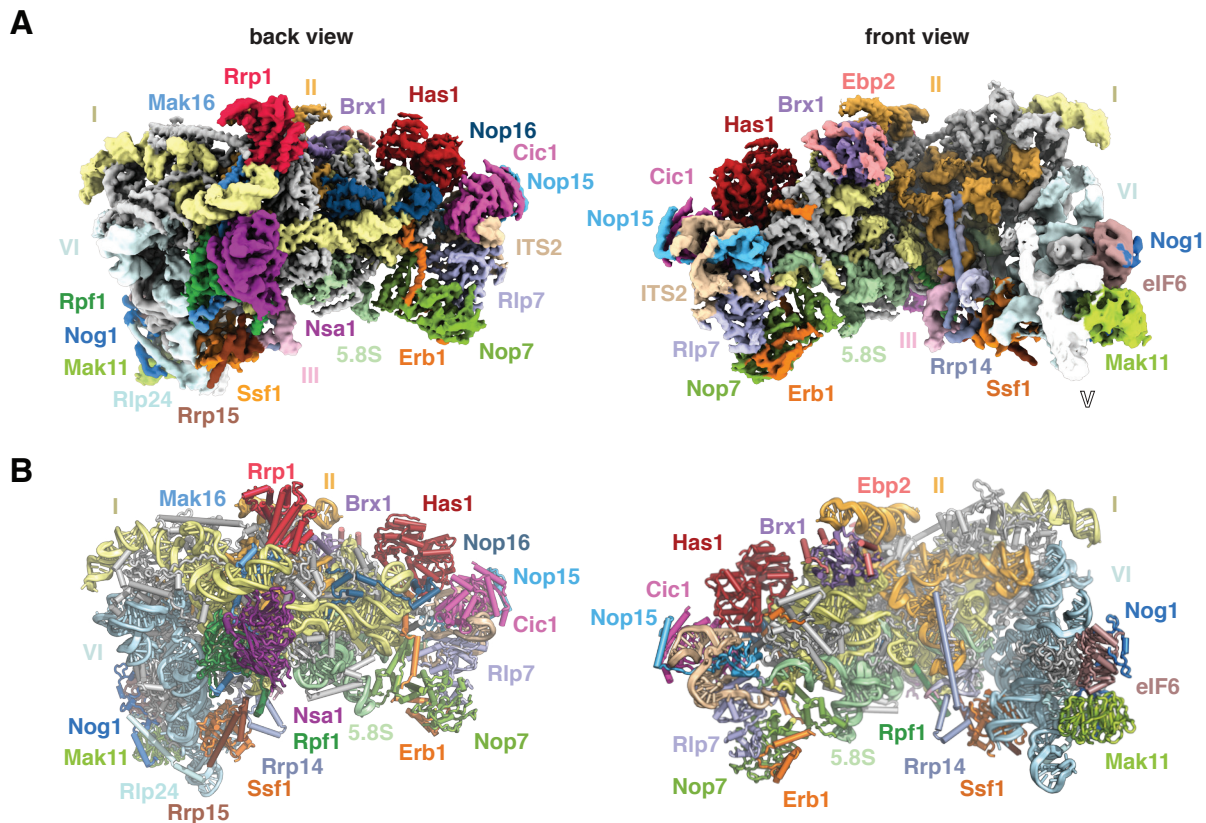 A
back view
front view
Rrp1
II
Mak16
Brx1
Has1
I
Nop16
Cic1
Nop15
VI
ITS2
Rpf1
Rlp7
Nog1
Nsa1
Mak11
5.8S
Erb1
Nop7
Rlp24
III
Ssf1
Rrp15
Ebp2
II
I
Brx1
Has1
Cic1
VI
Nop15
Nog1
ITS2
eIF6
Rlp7
5.8S
III
Rrp14
Mak11
Nop7
Erb1
Ssf1
V
B
Rrp1
II
I
Mak16
Brx1
Has1
Nop16
Nop15
Cic1
VI
Rlp7
Nog1
Nsa1
Mak11
Rpf1
5.8S
Erb1
Nop7
Rlp24
Rrp14
Ssf1
Rrp15
Ebp2
II
I
Brx1
Has1
VI
Cic1
Nog1
Nop15
eIF6
Rlp7
5.8S
Rpf1
Mak11
Nop7
Rrp14
Erb1
Ssf1